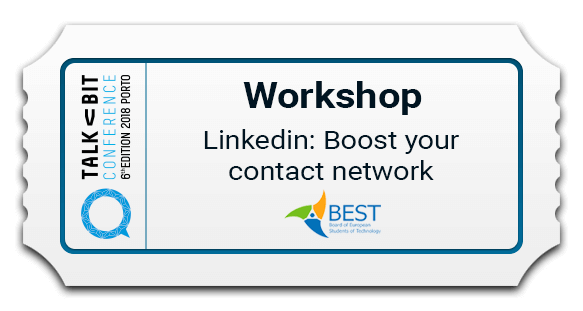 TALK A BIT
CONFERENCE
6th EDITION 2018 PORTO
Workshop
Linkedin: Boost your
contact network
BEST
Board of European
Students of Technology